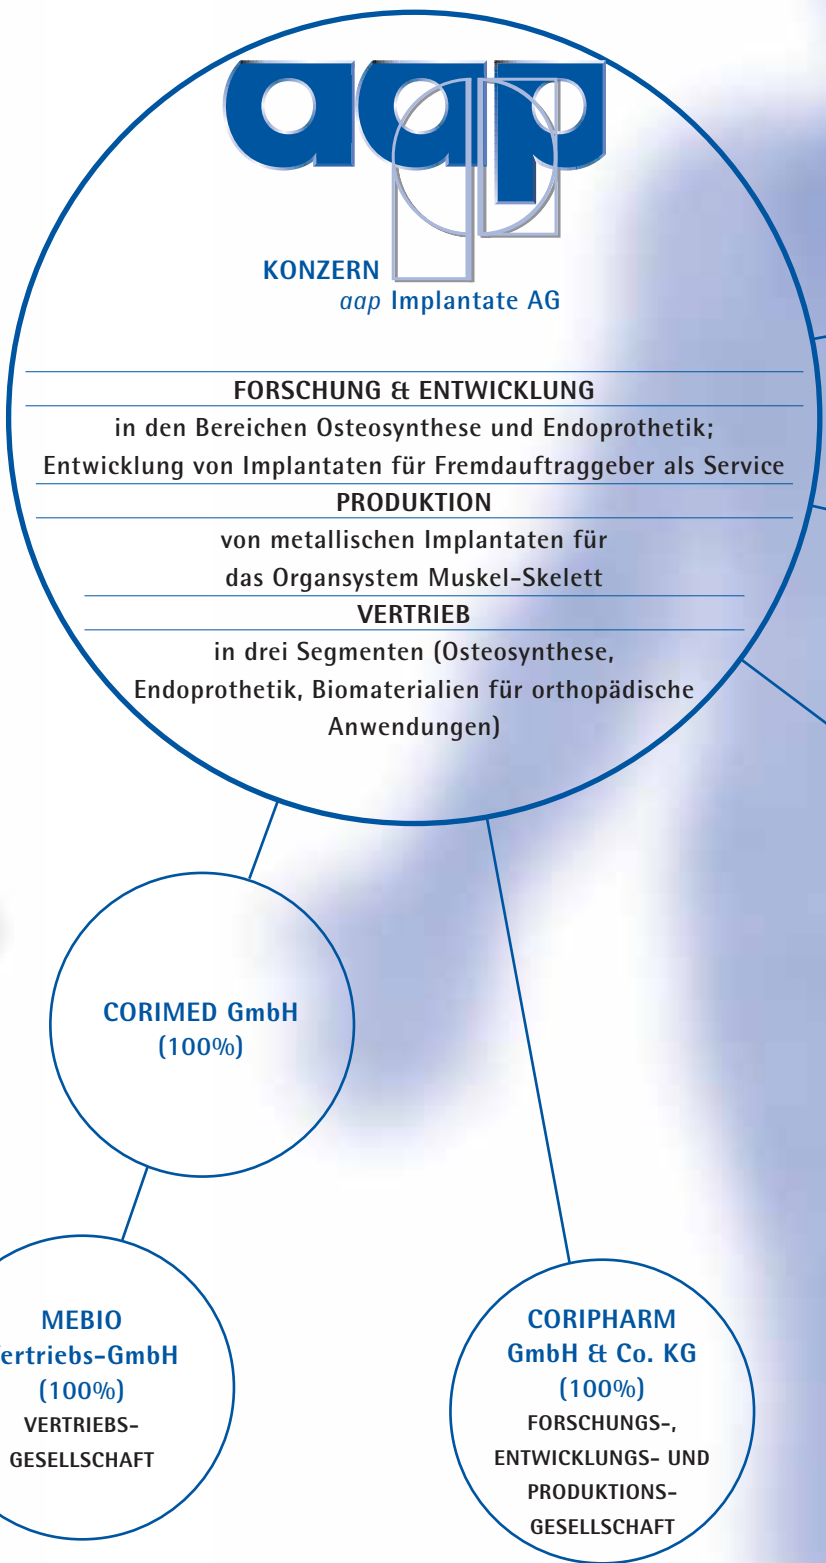 aap
KONZERN
aap Implantate AG
FORSCHUNG & ENTWICKLUNG
in den Bereichen Osteosynthese und Endoprothetik;
Entwicklung von Implantaten für Fremdauftraggeber als Service
PRODUKTION
von metallischen Implantaten für
das Organsystem Muskel-Skelett
VERTRIEB
in drei Segmenten (Osteosynthese,
Endoprothetik, Biomaterialien für orthopädische
Anwendungen)
CORIMED GmbH
(100%)
MEBIO
ertriebs-GmbH
(100%)
VERTRIEBS-
GESELLSCHAFT
CORIPHARM
GmbH & Co. KG
(100%)
FORSCHUNGS-,
ENTWICKLUNGS- UND
PRODUKTIONS-
GESELLSCHAFT